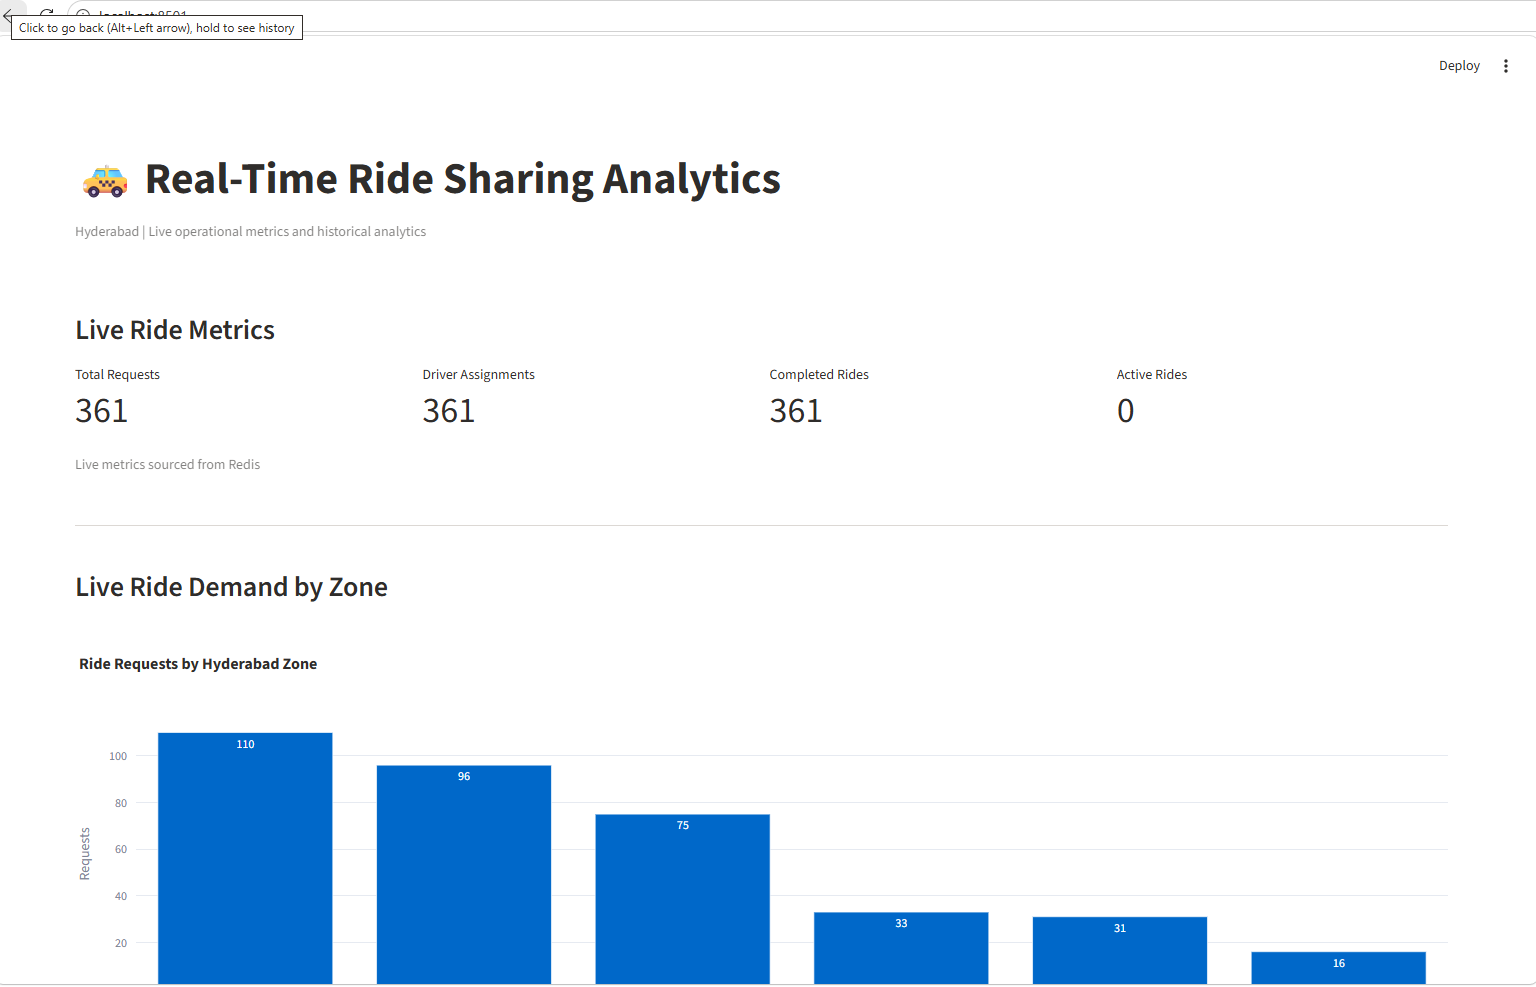 Click to go back (Alt+Left arrow), hold to see history
Deploy
Real-Time Ride Sharing Analytics
Hyderabad | Live operational metrics and historical analytics
Live Ride Metrics
Total Requests
361
Driver Assignments
361
Completed Rides
361
Active Rides
0
Live metrics sourced from Redis
Live Ride Demand by Zone
Ride Requests by Hyderabad Zone
Requests
100
80
60
40
20
110
96
75
33
31
16